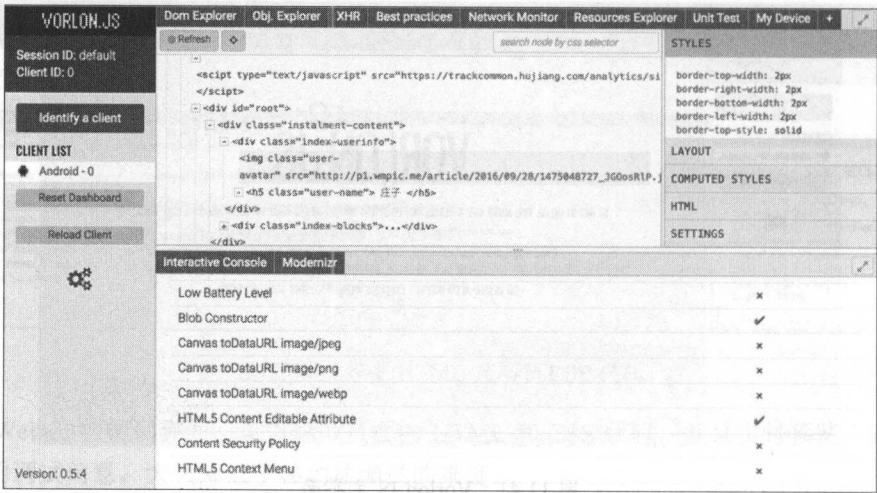 VORLON.JS
Session ID: default
Client ID: 0
Identify a client
CLIENT LIST
Android - 0
Reset Dashboard
Reload Client
Version: 0.5.4
Dom Explorer Obj. Explorer XHR Best practices Network Monitor Resources Explorer Unit Test My Device +
Refresh
search node by css selector
<scipt type="text/javascript" src="https://trackcommon.hujiang.com/analytics/si
</scipt>
<div id="root">
<div class="instalment-content">
<div class="index-userinfo">
<img class="user-
avatar" src="http://p1.wmpic.me/article/2016/09/28/1475048727_JGOosRlP.j
<h5 class="user-name"> 庄子 </h5>
</div>
<div class="index-blocks">...</div>
</div>
STYLES
border-top-width: 2px
border-right-width: 2px
border-bottom-width: 2px
border-left-width: 2px
border-top-style: solid
LAYOUT
COMPUTED STYLES
HTML
SETTINGS
Interactive Console Modernizr
Low Battery Level
Blob Constructor
Canvas toDataURL image/jpeg
Canvas toDataURL image/png
Canvas toDataURL image/webp
HTML5 Content Editable Attribute
Content Security Policy
HTML5 Context Menu